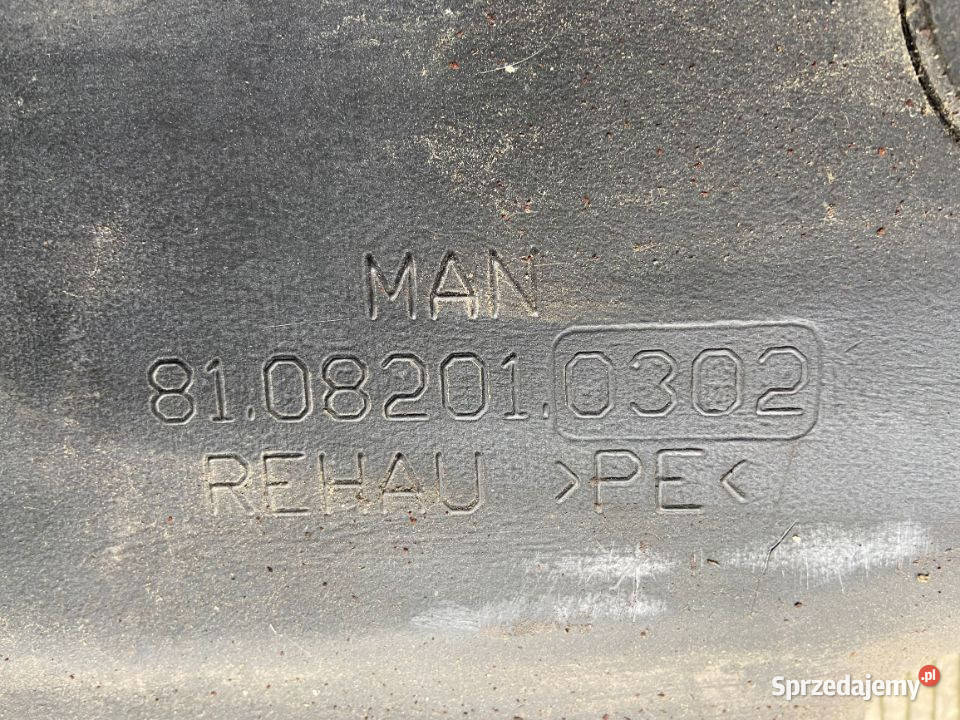 MAN
81.08201.0302
REHAU >PE<
Sprzedajemy.pl